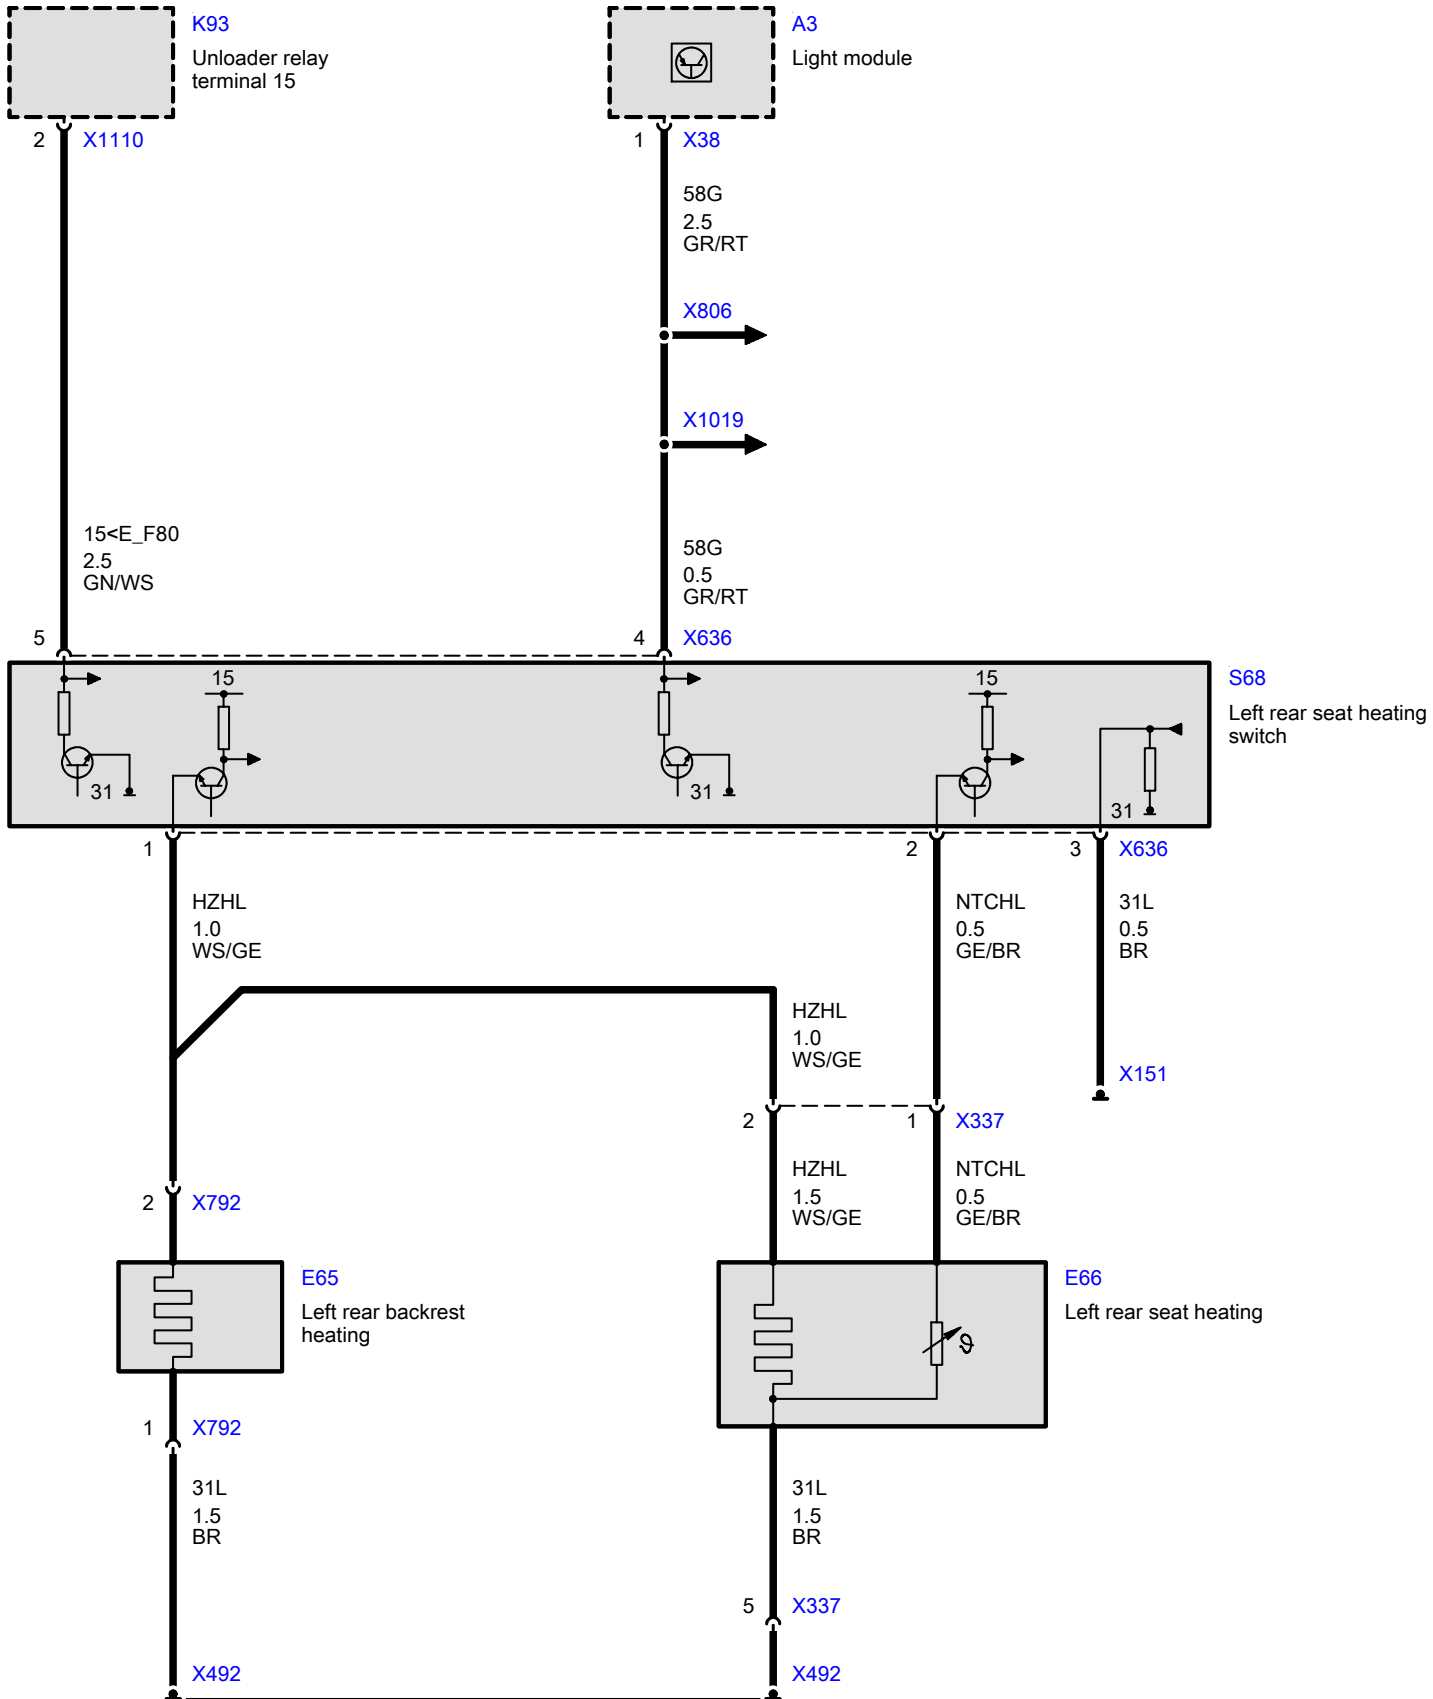 K93
Unloader relay
terminal 15
A3
Light module
2
X1110
1
X38
58G
2.5
GR/RT
X806
X1019
15<E_F80
2.5
GN/WS
58G
0.5
GR/RT
5
4
X636
15
15
S68
Left rear seat heating
switch
31
31
31
1
2
3
X636
HZHL
1.0
WS/GE
NTCHL
0.5
GE/BR
31L
0.5
BR
HZHL
1.0
WS/GE
X151
2
1
X337
HZHL
1.5
WS/GE
NTCHL
0.5
GE/BR
2
X792
E65
Left rear backrest
heating
E66
Left rear seat heating
ϑ
1
X792
31L
1.5
BR
31L
1.5
BR
5
X337
X492
X492